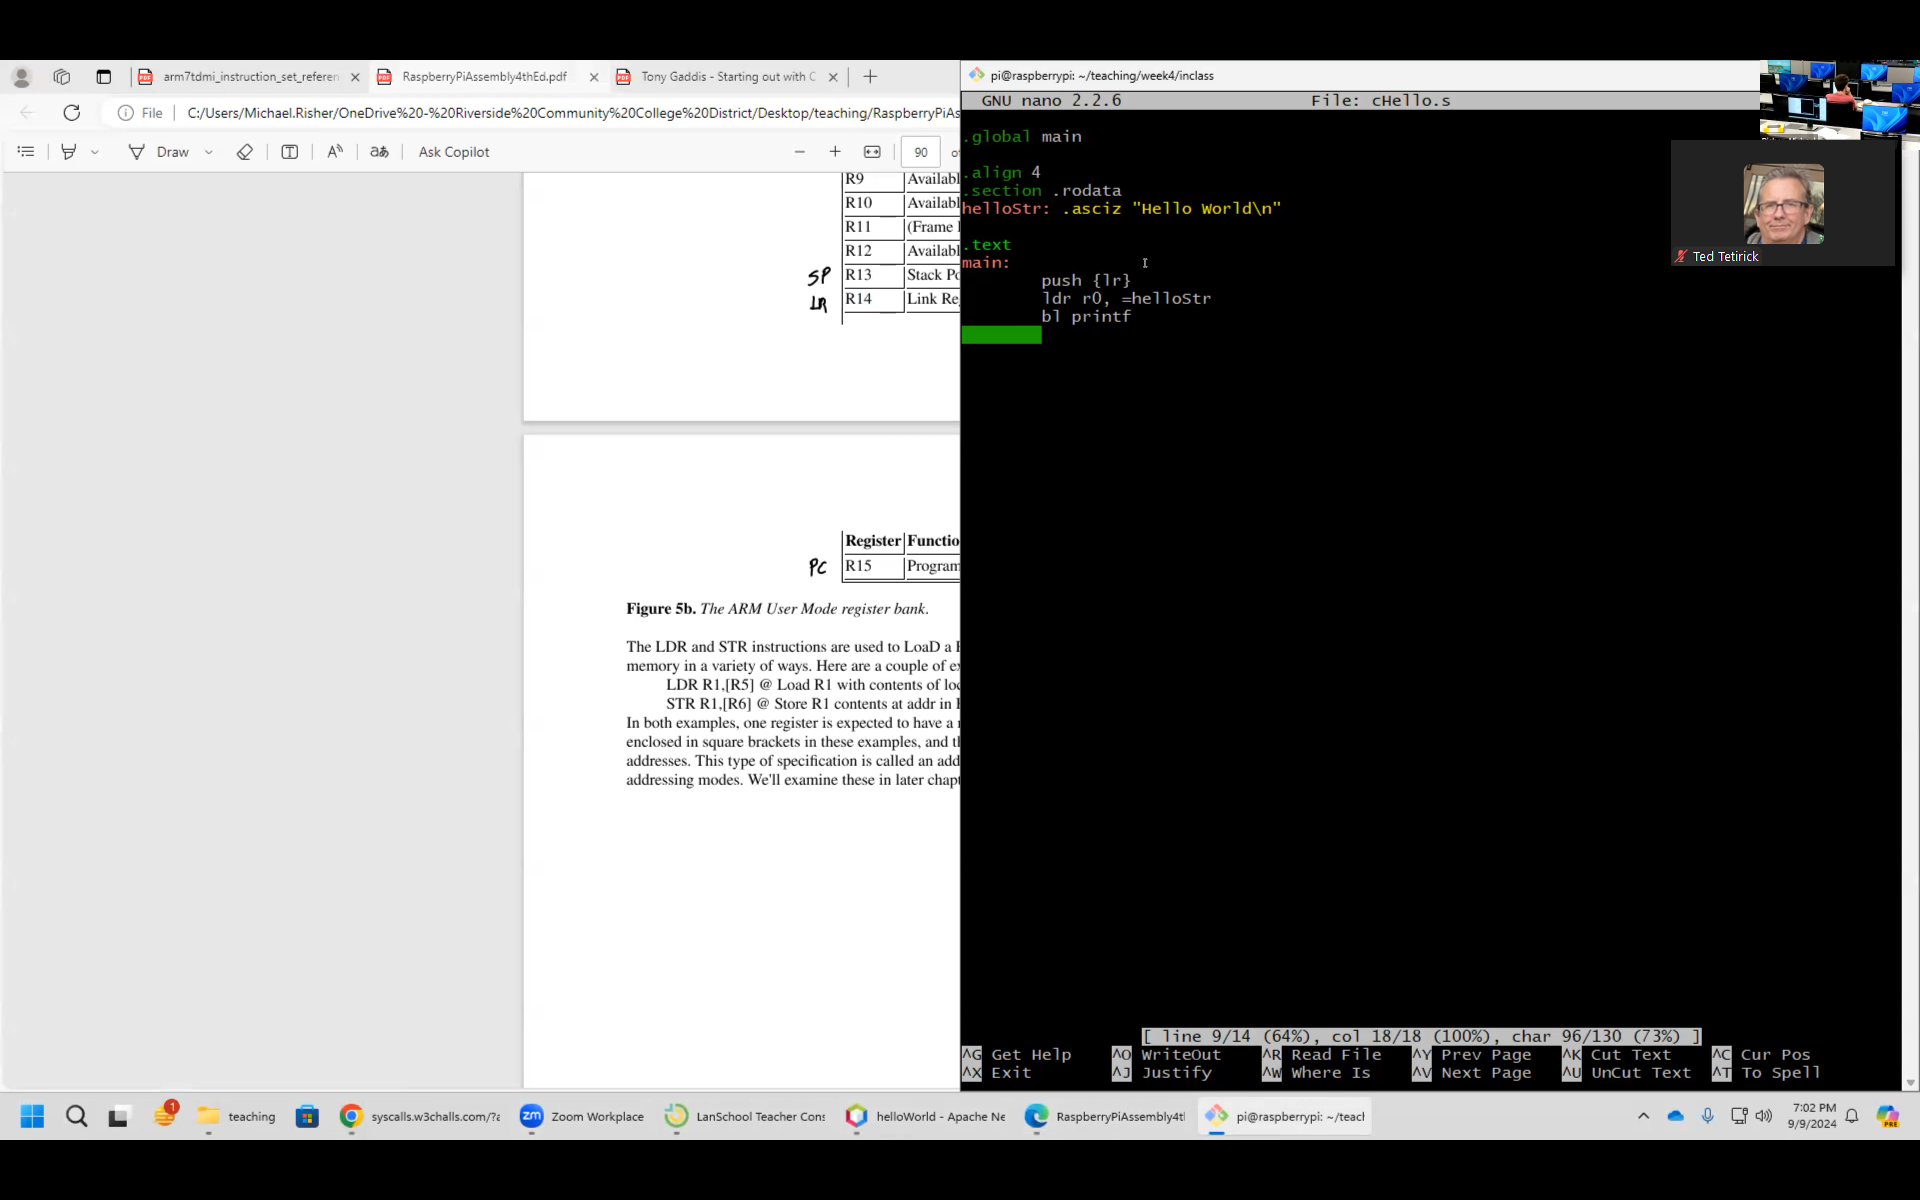 arm7tdmi_instruction_set_referen
RaspberryPiAssembly4thEd.pdf
Tony Gaddis - Starting out with C
File
C:/Users/Michael.Risher/OneDrive%20-%20Riverside%20Community%20College%20District/Desktop/teaching/RaspberryPiAs
Draw
Ask Copilot
90
R9 Availabl
R10 Availabl
R11 (Frame
R12 Availabl
SP R13 Stack Po
LR R14 Link Re
Register Functio
PC R15 Program
Figure 5b. The ARM User Mode register bank.
The LDR and STR instructions are used to LoaD a
memory in a variety of ways. Here are a couple of ex
LDR R1,[R5] @ Load R1 with contents of loc
STR R1,[R6] @ Store R1 contents at addr in
In both examples, one register is expected to have a
enclosed in square brackets in these examples, and th
addresses. This type of specification is called an add
addressing modes. We'll examine these in later chapt
pi@raspberrypi: ~/teaching/week4/inclass
GNU nano 2.2.6 File: cHello.s
.global main
.align 4
.section .rodata
helloStr: .asciz "Hello World\n"
.text
main:
push {lr}
ldr r0, =helloStr
bl printf
[ line 9/14 (64%), col 18/18 (100%), char 96/130 (73%) ]
^G Get Help ^O WriteOut ^R Read File ^Y Prev Page ^K Cut Text ^C Cur Pos
^X Exit ^J Justify ^W Where Is ^V Next Page ^U UnCut Text ^T To Spell
Ted Tetirick
1
teaching
syscalls.w3challs.com/?a
zm
Zoom Workplace
LanSchool Teacher Cons
helloWorld - Apache Ne
RaspberryPiAssembly4tl
pi@raspberrypi: ~/teacl
7:02 PM
9/9/2024
PRE